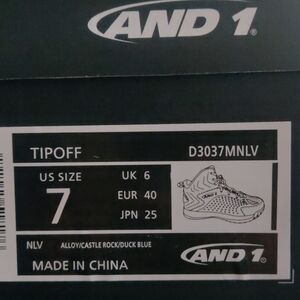 AND 1®
TIPOFF D3037MNLV
US SIZE
7
UK 6
EUR 40
JPN 25
NLV ALLOY/CASTLE ROCK/DUCK BLUE
MADE IN CHINA
AND 1®